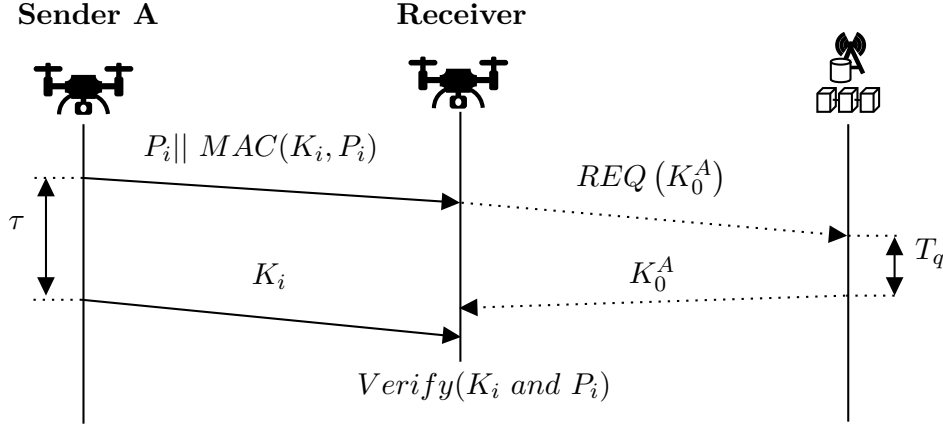 Sender A
Receiver
P_i|| MAC(K_i, P_i)
REQ (K_0^A)
τ
T_q
K_i
K_0^A
Verify(K_i and P_i)